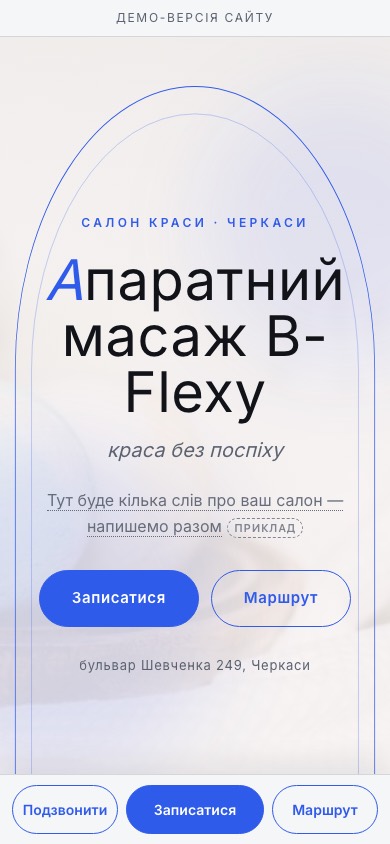 ДЕМО-ВЕРСІЯ САЙТУ
САЛОН КРАСИ · ЧЕРКАСИ
Апаратний
масаж B-
Flexy
краса без поспіху
Тут буде кілька слів про ваш салон —
напишемо разом ПРИКЛАД
Записатися Маршрут
бульвар Шевченка 249, Черкаси
Подзвонити Записатися Маршрут